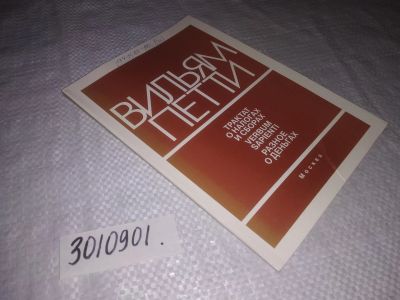 ВИЛЬЯМ
ПЕТТИ
ТРАКТАТ
О НАЛОГАХ
И СБОРАХ
VERBUM
SAPIENTI
РАЗНОЕ
О ДЕНЬГАХ
Москва
3010901.